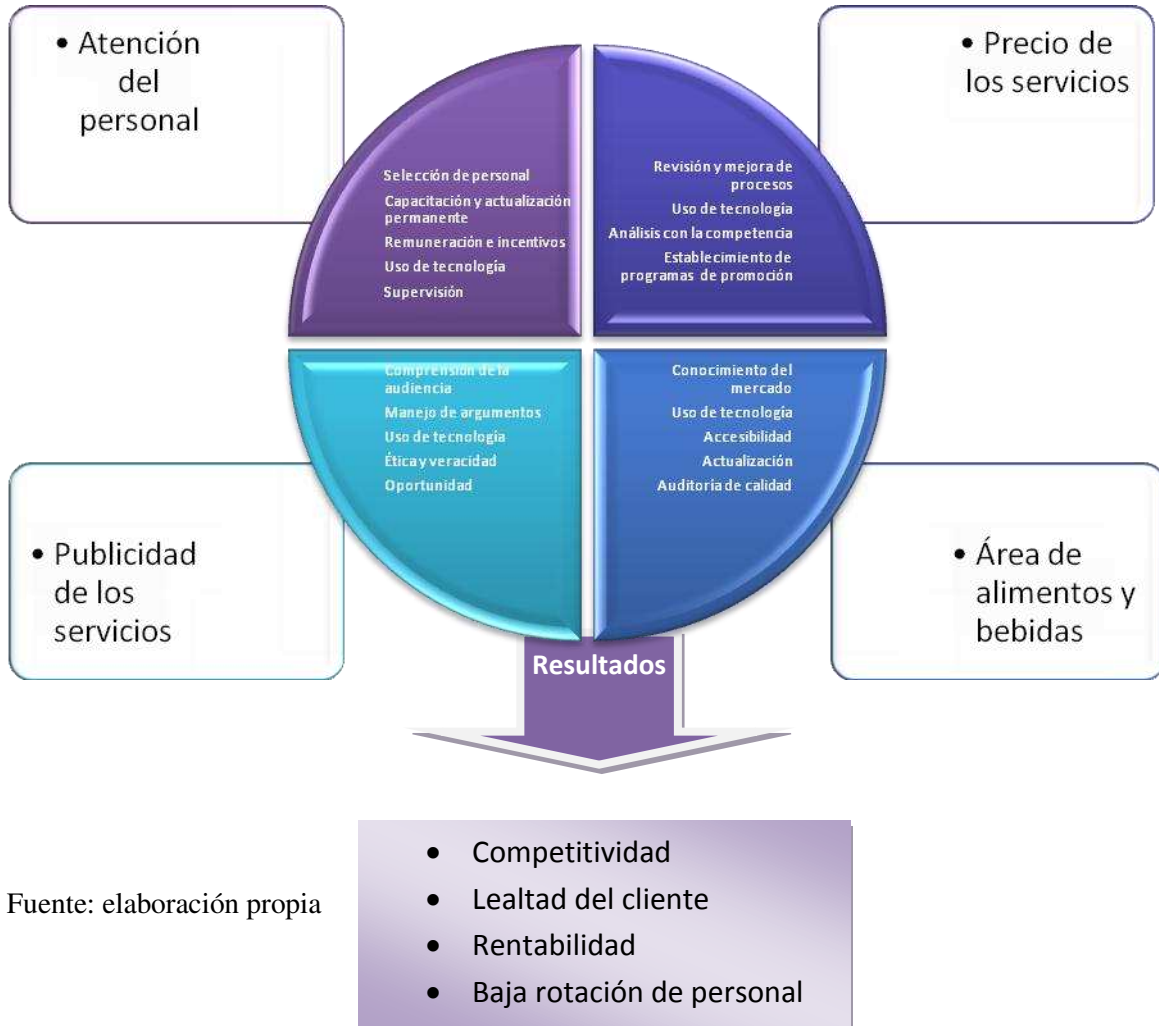 • Atención
del
personal
• Precio de
los servicios
Selección de personal
Capacitación y actualización
permanente
Remuneración e incentivos
Uso de tecnología
Supervisión
Revisión y mejora de
procesos
Uso de tecnología
Análisis con la competencia
Establecimiento de
programas de promoción
Comprensión de la
audiencia
Manejo de argumentos
Uso de tecnología
Ética y veracidad
Oportunidad
Conocimiento del
mercado
Uso de tecnología
Accesibilidad
Actualización
Auditoría de calidad
• Publicidad
de los
servicios
• Área de
alimentos y
bebidas
Resultados
• Competitividad
• Lealtad del cliente
• Rentabilidad
• Baja rotación de personal
Fuente: elaboración propia